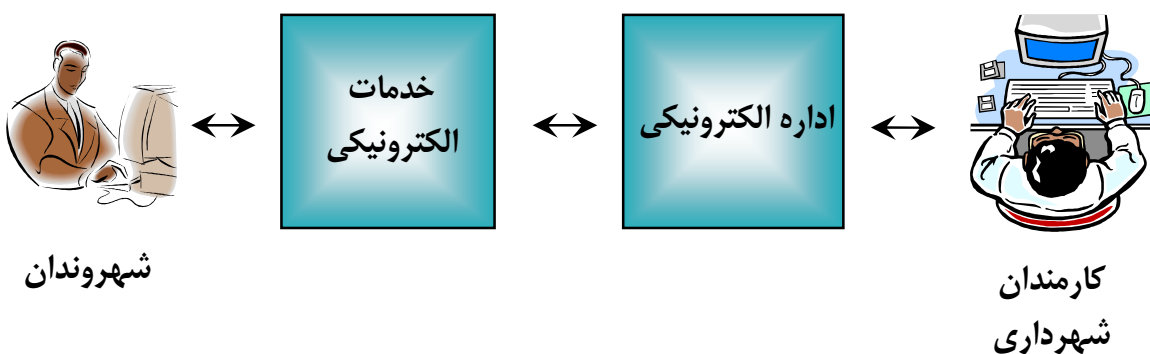 کارمندان
شهرداری
اداره الکترونیکی
خدمات
الکترونیکی
شهروندان